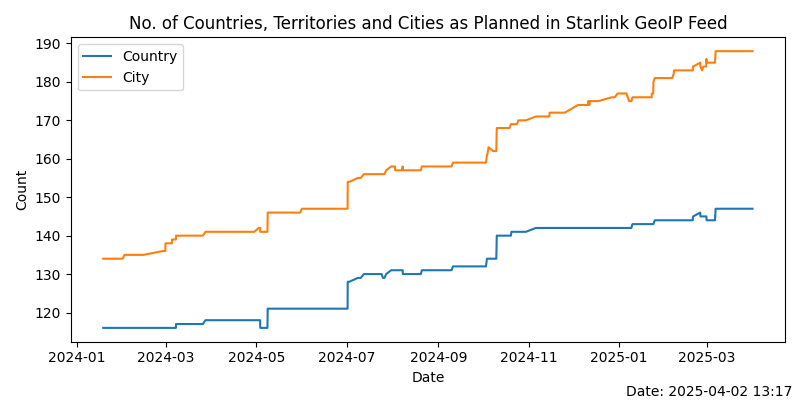 No. of Countries, Territories and Cities as Planned in Starlink GeoIP Feed
Country
City
190
180
170
160
150
140
130
120
Count
2024-01 2024-03 2024-05 2024-07 2024-09 2024-11 2025-01 2025-03
Date
Date: 2025-04-02 13:17